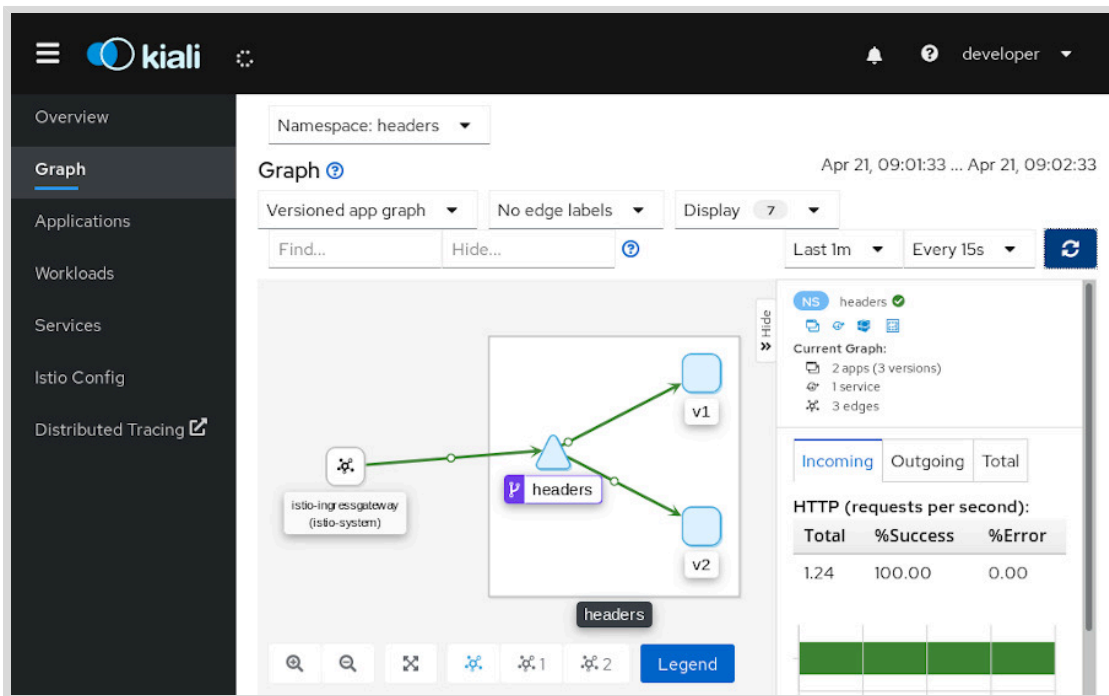 kiali
developer
Overview
Graph
Applications
Workloads
Services
Istio Config
Distributed Tracing
Namespace: headers
Graph
Apr 21, 09:01:33 ... Apr 21, 09:02:33
Versioned app graph
No edge labels
Display 7
Find...
Hide...
Last 1m
Every 15s
Hide
NS headers
Current Graph:
2 apps (3 versions)
1 service
3 edges
Incoming Outgoing Total
HTTP (requests per second):
Total %Success %Error
1.24 100.00 0.00
istio-ingressgateway
(istio-system)
headers
v1
v2
headers
1
2
Legend